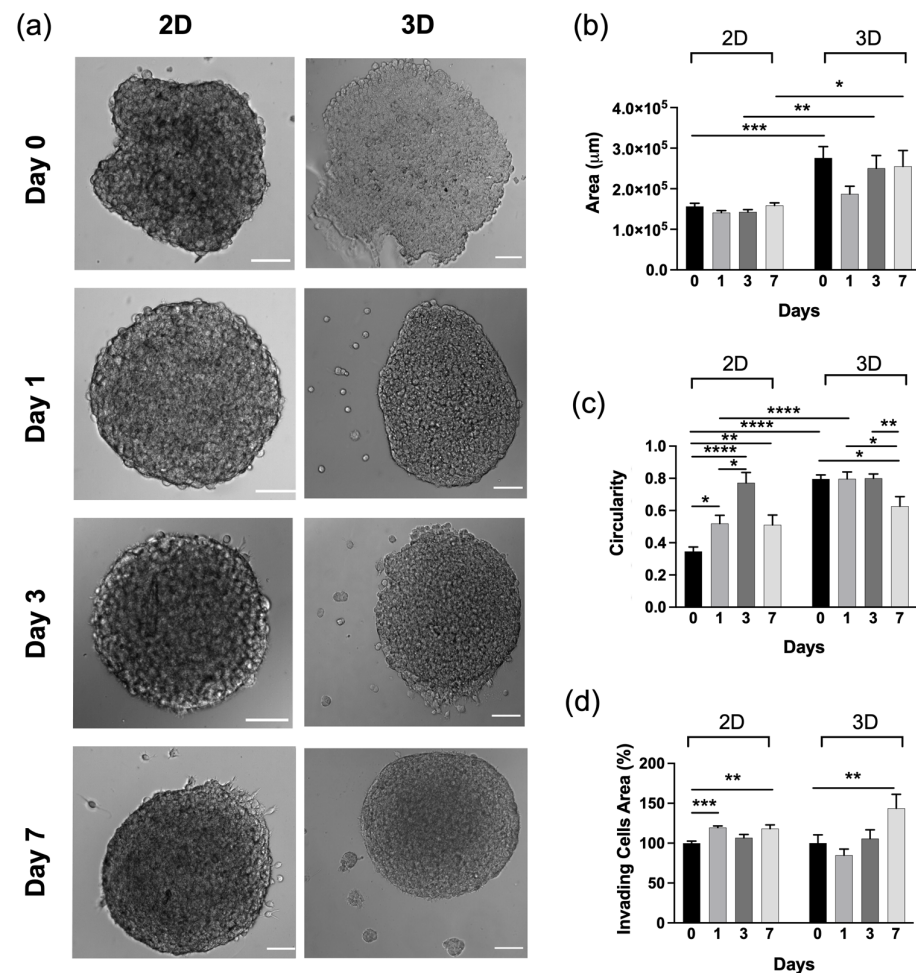 (a)
2D
3D
Day 0
Day 1
Day 3
Day 7
(b)
2D
3D
*
**
***
4.0×10⁵
3.0×10⁵
2.0×10⁵
1.0×10⁵
0.0
Area (μm)
0 1 3 7 0 1 3 7
Days
(c)
2D
3D
****
****
**
**
****
*
*
*
*
1.0
0.8
0.6
0.4
0.2
0.0
Circularity
0 1 3 7 0 1 3 7
Days
(d)
2D
3D
**
**
***
200
150
100
50
0
Invading Cells Area (%)
0 1 3 7 0 1 3 7
Days